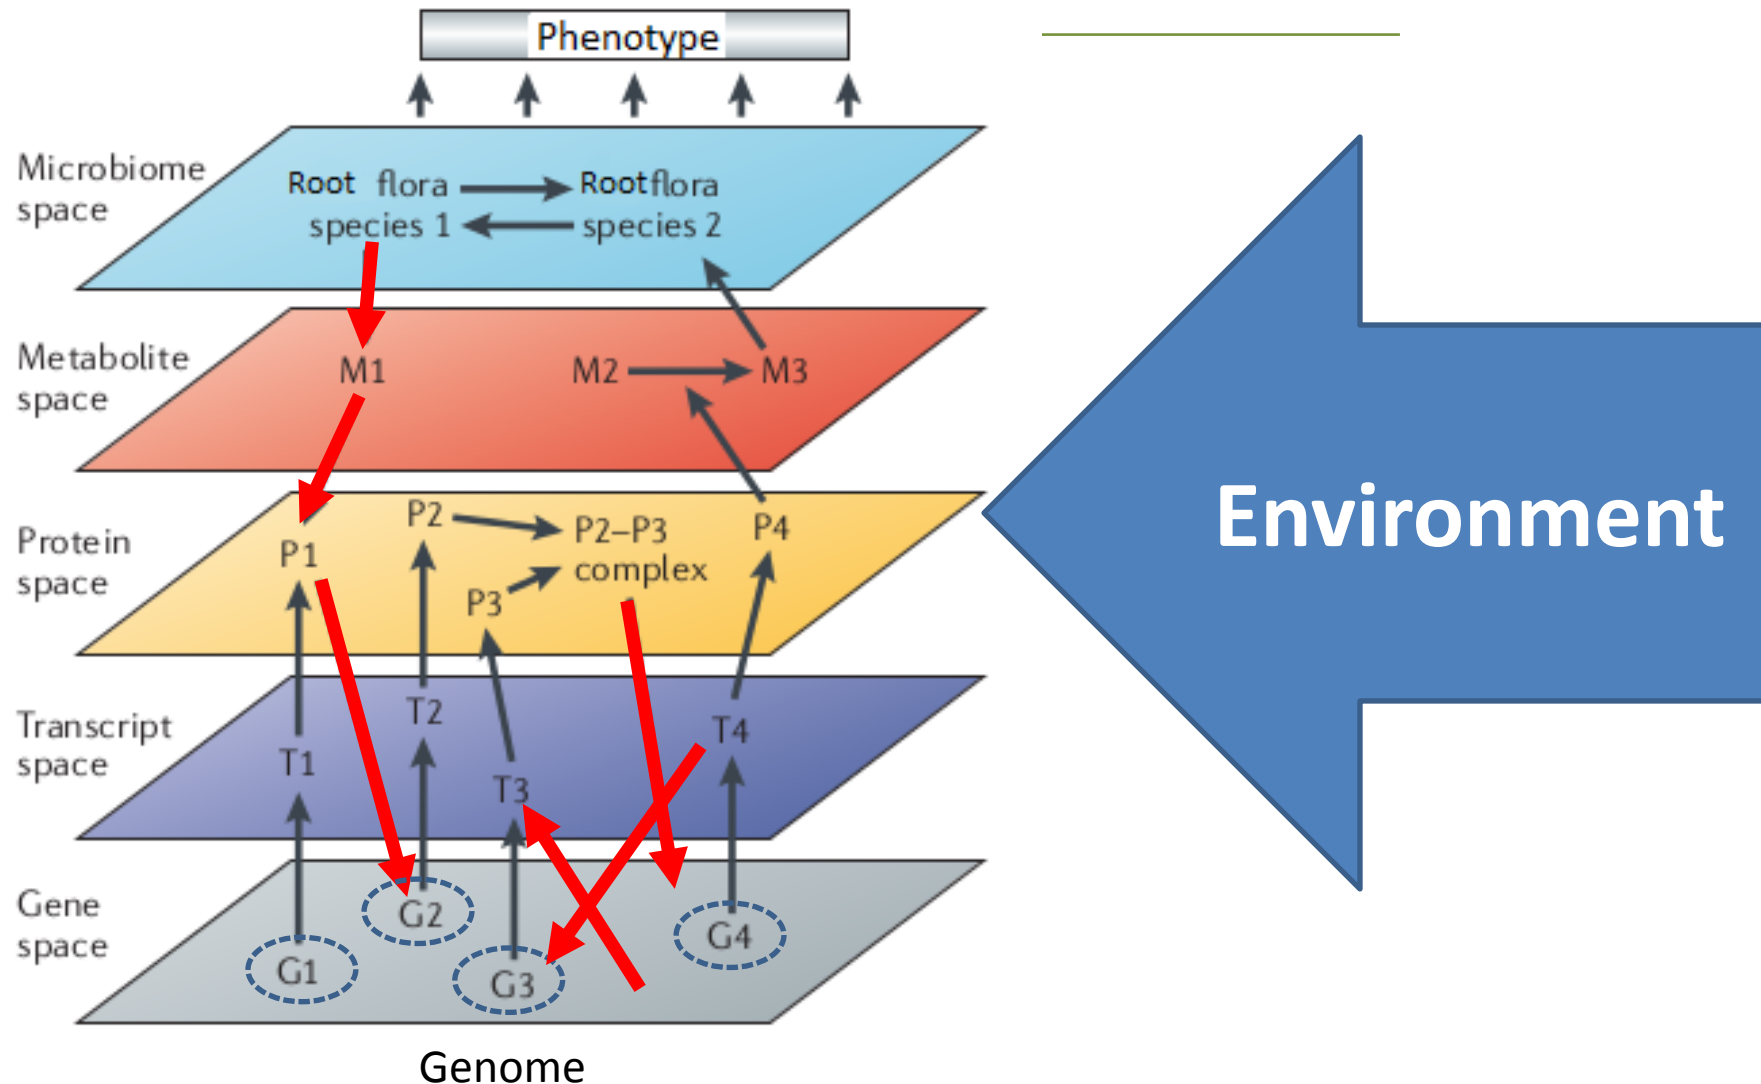 Phenotype
Microbiome
space
Root flora
species 1
Root flora
species 2
Metabolite
space
M1
M2
M3
Protein
space
P1
P2
P3
P2–P3
complex
P4
Transcript
space
T1
T2
T3
T4
Gene
space
G1
G2
G3
G4
Genome
Environment